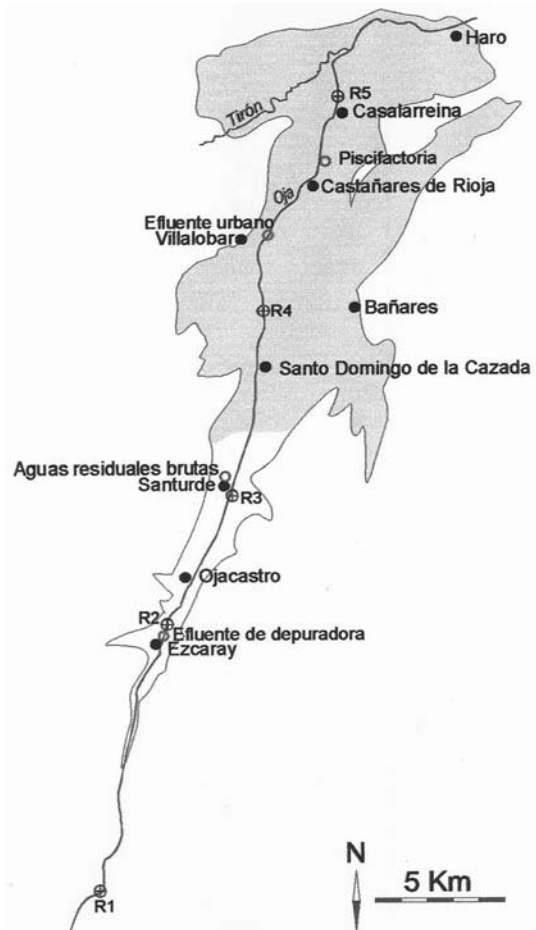 Haro
R5
Tirón
Casalarreina
Piscifactoria
Castañares de Rioja
Oja
Efluente urbano
Villalobar
R4
Bañares
Santo Domingo de la Cazada
Aguas residuales brutas
Santurde
R3
Ojacastro
R2
Efluente de depuradora
Ezcaray
N
5 Km
R1